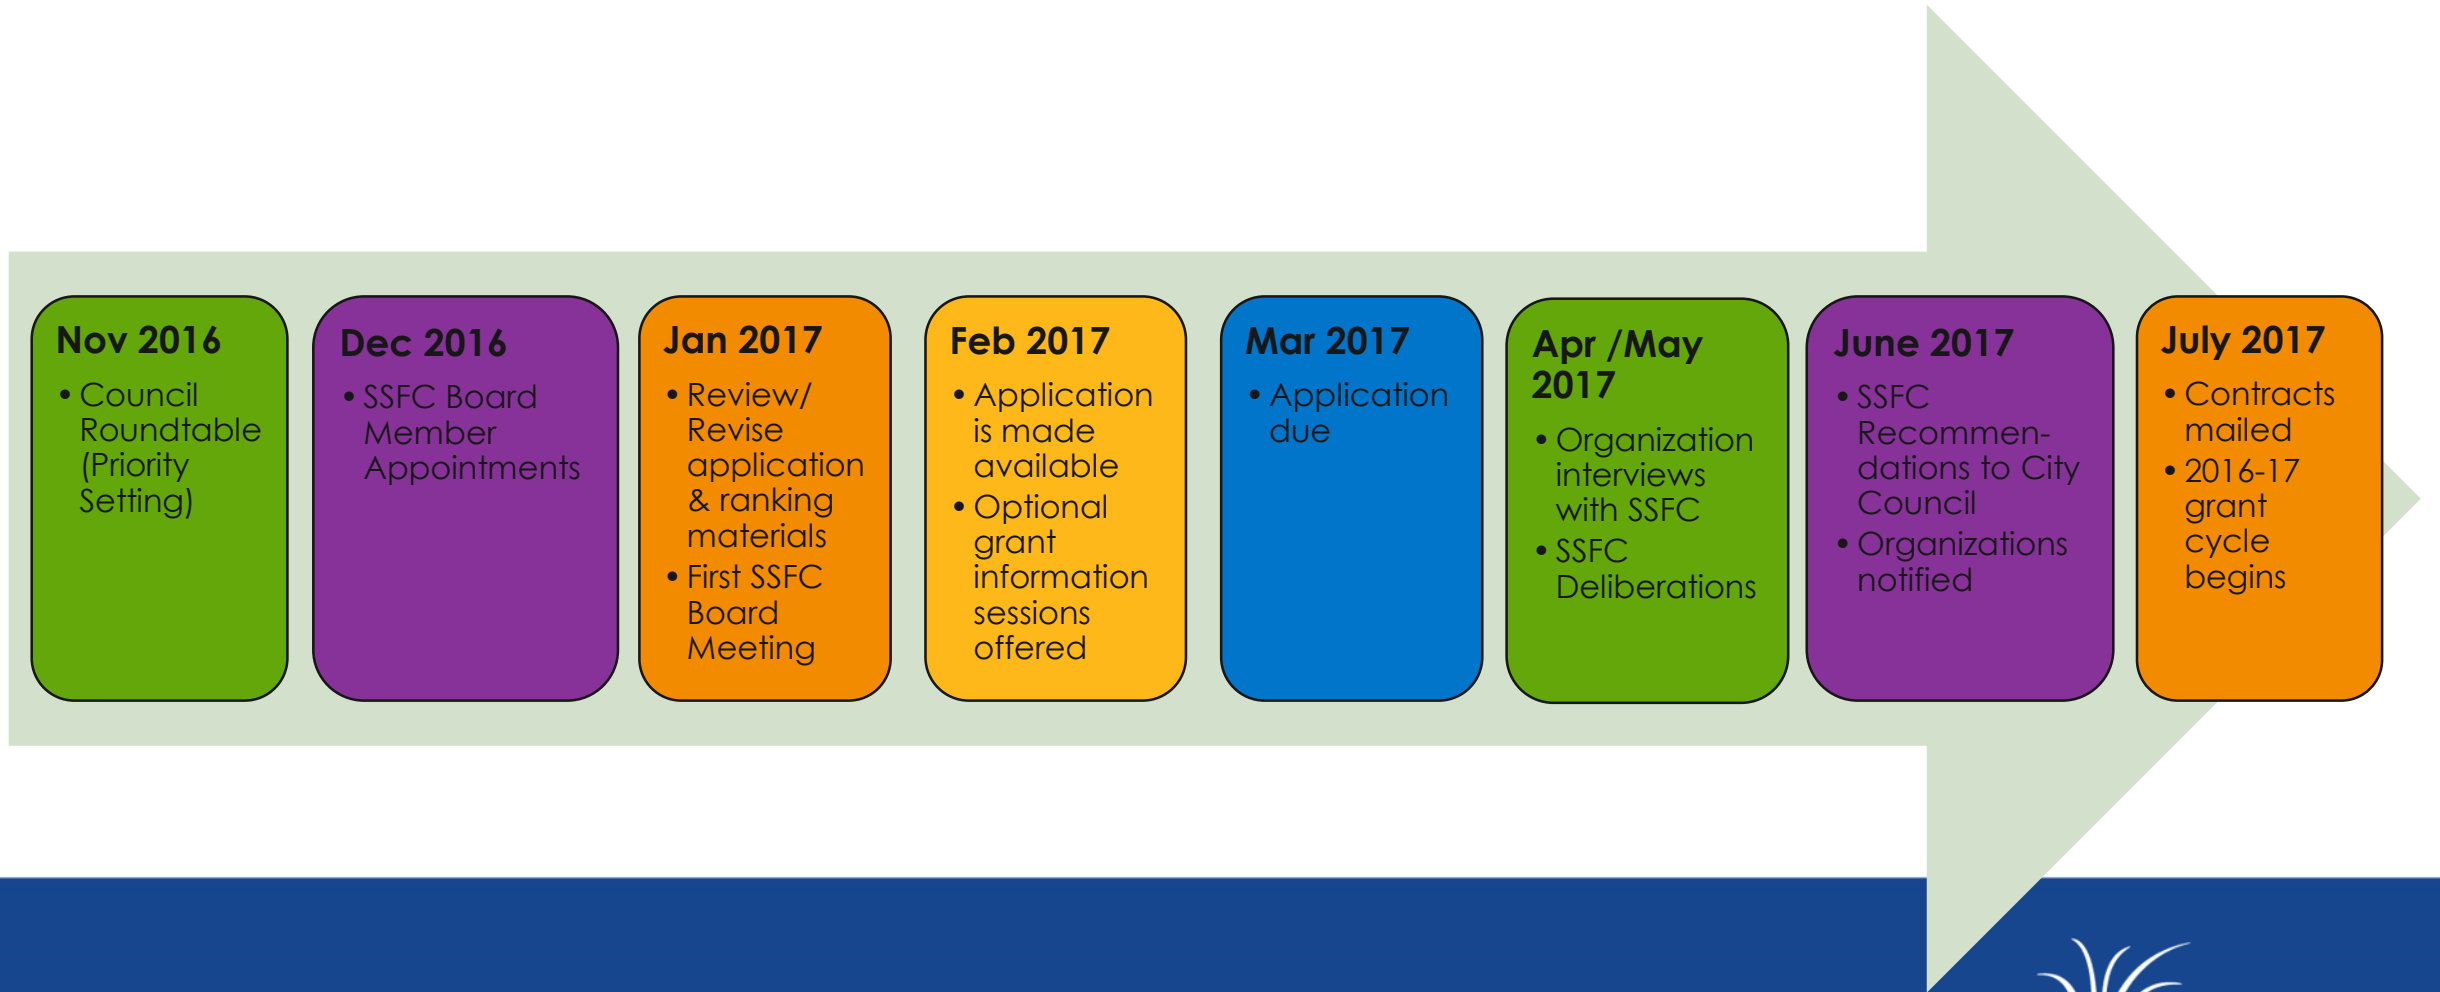 Nov 2016
• Council
Roundtable
(Priority
Setting)
Dec 2016
• SSFC Board
Member
Appointments
Jan 2017
• Review/
Revise
application
& ranking
materials
• First SSFC
Board
Meeting
Feb 2017
• Application
is made
available
• Optional
grant
information
sessions
offered
Mar 2017
• Application
due
Apr /May
2017
• Organization
interviews
with SSFC
• SSFC
Deliberations
June 2017
• SSFC
Recommen-
dations to City
Council
• Organizations
notified
July 2017
• Contracts
mailed
• 2016-17
grant
cycle
begins